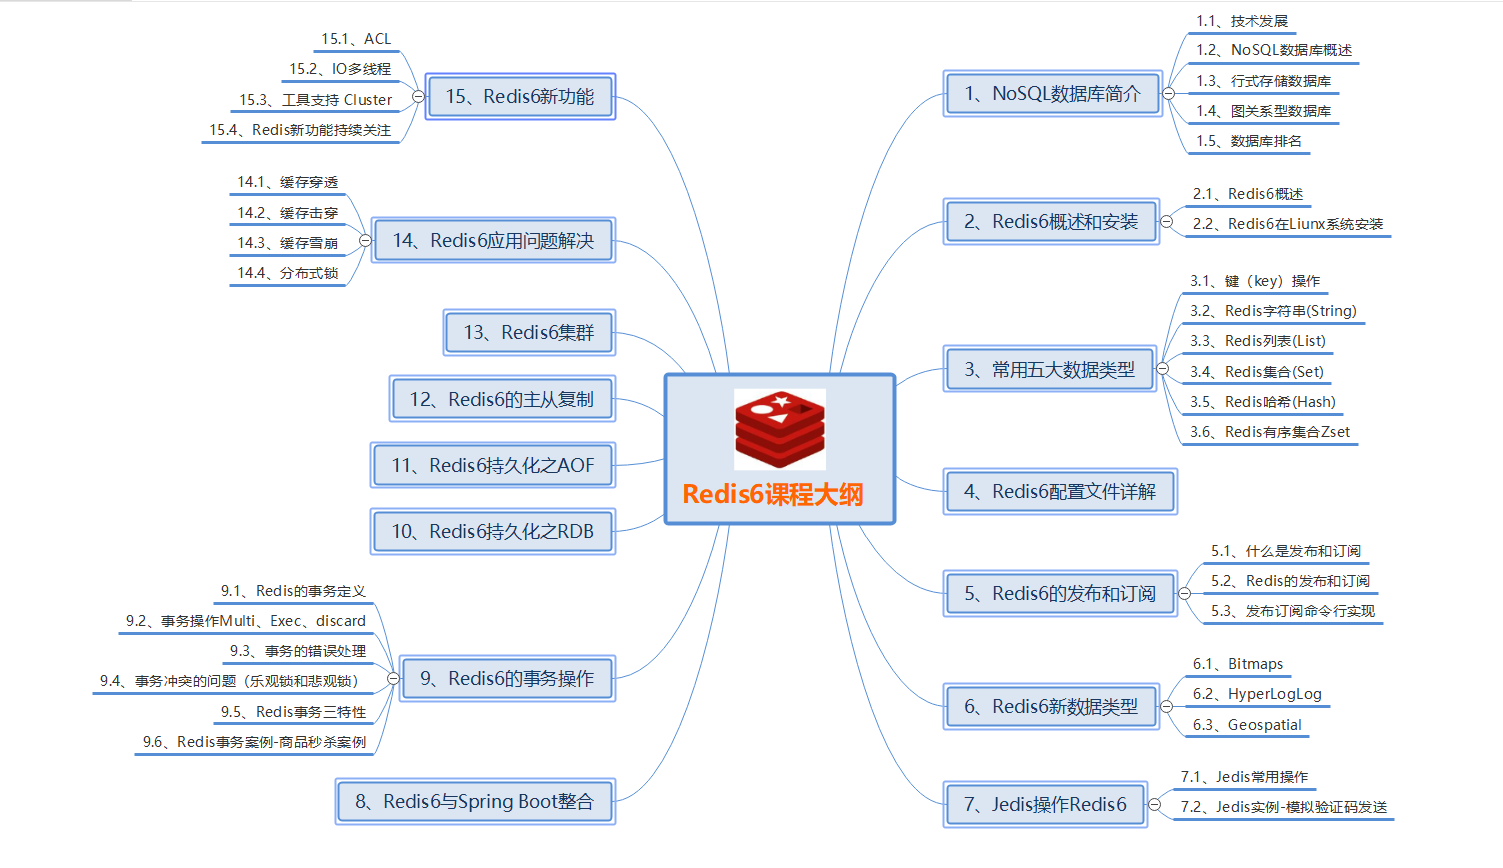 Redis6课程大纲
1、NoSQL数据库简介
1.1、技术发展
1.2、NoSQL数据库概述
1.3、行式存储数据库
1.4、图关系型数据库
1.5、数据库排名
2、Redis6概述和安装
2.1、Redis6概述
2.2、Redis6在Liunx系统安装
3、常用五大数据类型
3.1、键（key）操作
3.2、Redis字符串(String)
3.3、Redis列表(List)
3.4、Redis集合(Set)
3.5、Redis哈希(Hash)
3.6、Redis有序集合Zset
4、Redis6配置文件详解
5、Redis6的发布和订阅
5.1、什么是发布和订阅
5.2、Redis的发布和订阅
5.3、发布订阅命令行实现
6、Redis6新数据类型
6.1、Bitmaps
6.2、HyperLogLog
6.3、Geospatial
7、Jedis操作Redis6
7.1、Jedis常用操作
7.2、Jedis实例-模拟验证码发送
8、Redis6与Spring Boot整合
9、Redis6的事务操作
9.1、Redis的事务定义
9.2、事务操作Multi、Exec、discard
9.3、事务的错误处理
9.4、事务冲突的问题（乐观锁和悲观锁）
9.5、Redis事务三特性
9.6、Redis事务案例-商品秒杀案例
10、Redis6持久化之RDB
11、Redis6持久化之AOF
12、Redis6的主从复制
13、Redis6集群
14、Redis6应用问题解决
14.1、缓存穿透
14.2、缓存击穿
14.3、缓存雪崩
14.4、分布式锁
15、Redis6新功能
15.1、ACL
15.2、IO多线程
15.3、工具支持 Cluster
15.4、Redis新功能持续关注